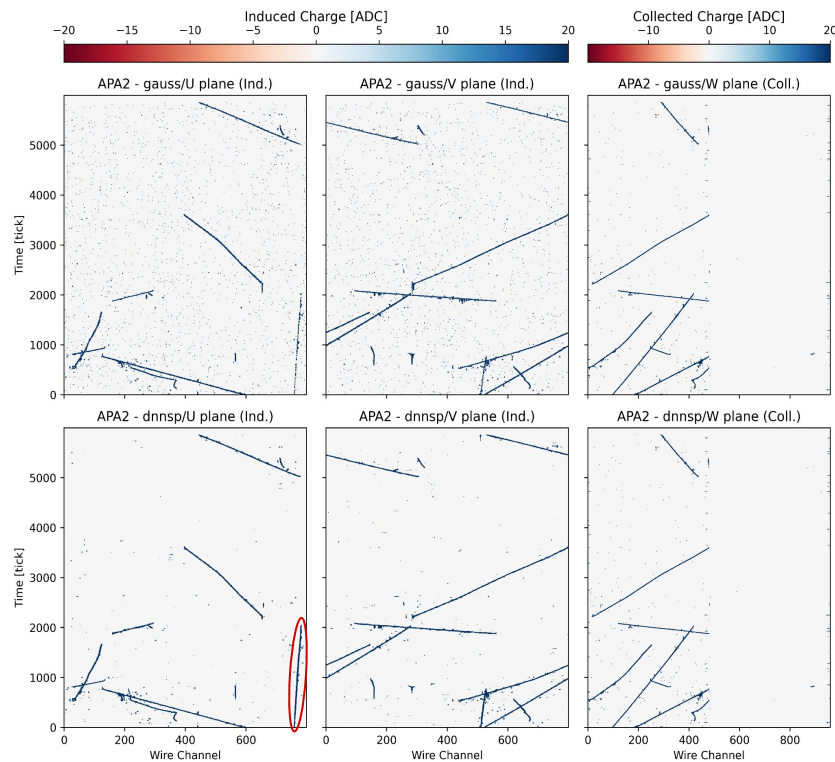 Induced Charge [ADC]
−20 −15 −10 −5 0 5 10 15 20
Collected Charge [ADC]
−10 0 10 20
APA2 - gauss/U plane (Ind.)
APA2 - gauss/V plane (Ind.)
APA2 - gauss/W plane (Coll.)
Time [tick]
5000
4000
3000
2000
1000
0
APA2 - dnnsp/U plane (Ind.)
APA2 - dnnsp/V plane (Ind.)
APA2 - dnnsp/W plane (Coll.)
Time [tick]
5000
4000
3000
2000
1000
0
0 200 400 600
0 200 400 600
0 200 400 600 800
Wire Channel
Wire Channel
Wire Channel